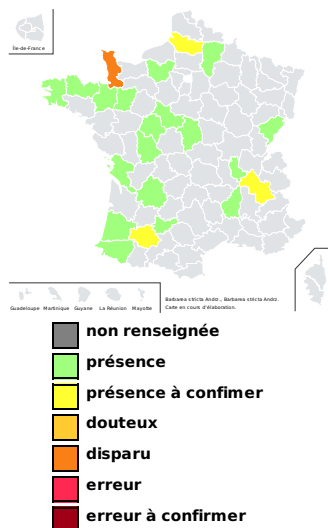 Île-de-France
Guadeloupe Martinique Guyane La Réunion Mayotte
Barbarea stricta Andrz., Barbarea stricta Andrz.
Carte en cours d'élaboration.
non renseignée
présence
présence à confimer
douteux
disparu
erreur
erreur à confirmer